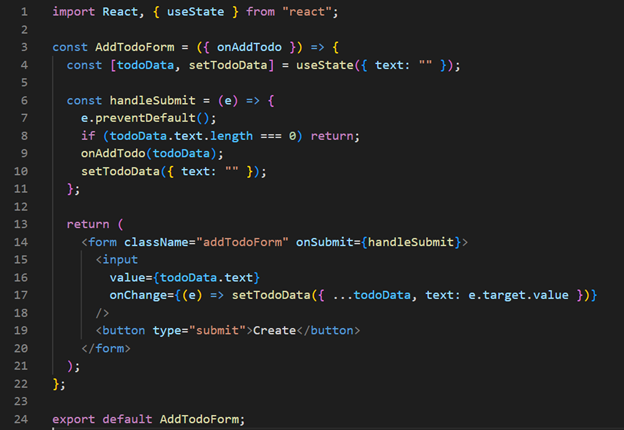 1 import React, { useState } from "react";
2
3 const AddTodoForm = ({ onAddTodo }) => {
4   const [todoData, setTodoData] = useState({ text: "" });
5
6   const handleSubmit = (e) => {
7     e.preventDefault();
8     if (todoData.text.length === 0) return;
9     onAddTodo(todoData);
10     setTodoData({ text: "" });
11   };
12
13   return (
14     <form className="addTodoForm" onSubmit={handleSubmit}>
15       <input
16         value={todoData.text}
17         onChange={(e) => setTodoData({ ...todoData, text: e.target.value })}
18       />
19       <button type="submit">Create</button>
20     </form>
21   );
22 };
23
24 export default AddTodoForm;